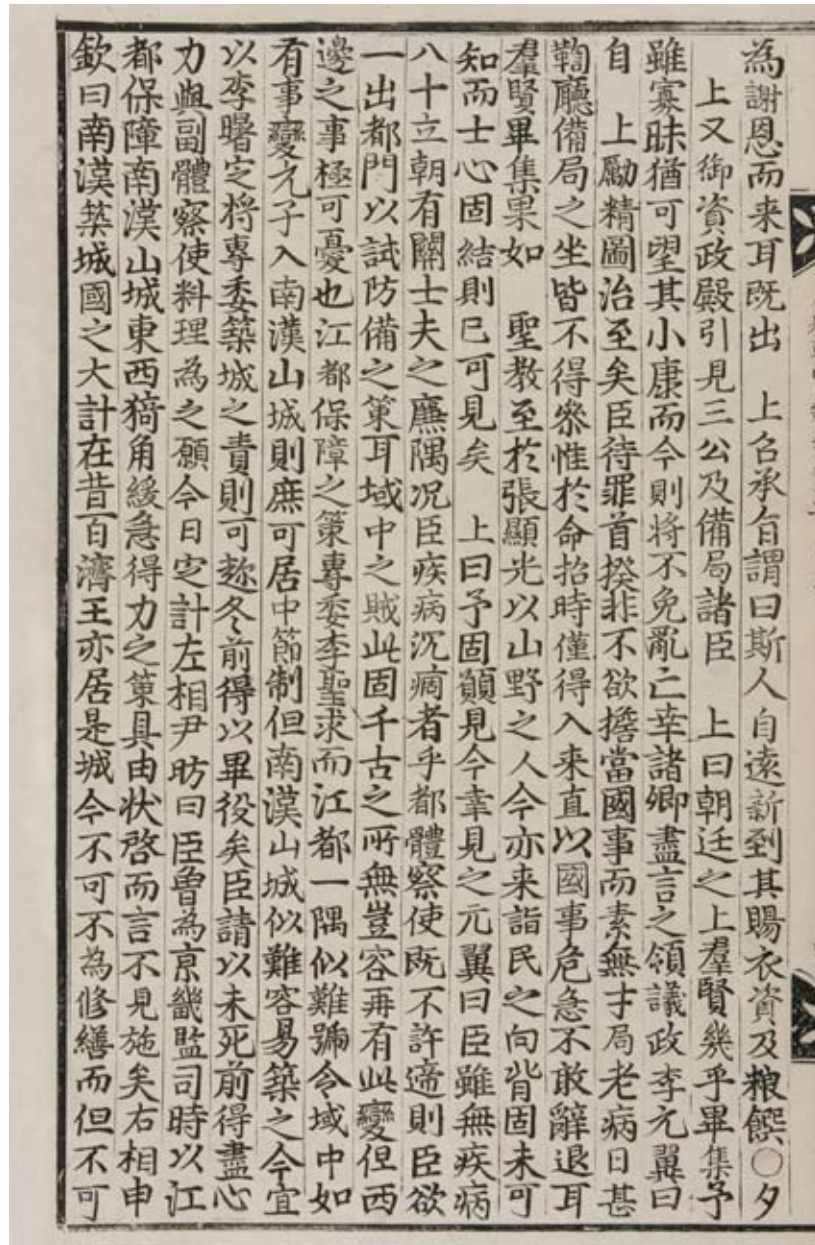 為謝恩而来耳既出　上召承旨謂曰斯人自遠新到其賜衣資及粮饌○夕
上又御資政殿引見三公及備局諸臣　上曰朝廷之上羣賢幾乎畢集予
雖寡昧猶可望其小康而今則將不免亂亡幸諸卿盡言之領議政李元翼曰
自　上勵精圖治至矣臣待罪首揆非不欲擔當國事而素無才局老病日甚
鞫廳備局之坐皆不得叅惟於命招時僅得入来直以國事危急不敢辭退耳
羣賢畢集果如　聖教至於張顯光以山野之人今亦来詣民之向背固未可
知而士心固結則已可見矣　上曰予固願見今幸見之元翼曰臣雖無疾病
八十立朝有關士夫之廉隅况臣疾病沉痼者乎都體察使既不許遆則臣欲
一出都門以試防備之策耳域中之賊此固千古之所無豈容再有此變但西
邊之事極可憂也江都保障之策專委李聖求而江都一隅似難號令域中如
有事變元子入南漢山城則庶可居中節制但南漢山城似難容易築之今宜
以李曙定将專委築城之責則可趂冬前得以畢役矣臣請以未死前得盡心
力與副體察使料理為之願今日定計左相尹昉曰臣曾為京畿監司時以江
都保障南漢山城東西犄角緩急得力之策具由状啓而言不見施矣右相申
欽曰南漢築城國之大計在昔百濟王亦居是城今不可不為修繕而但不可